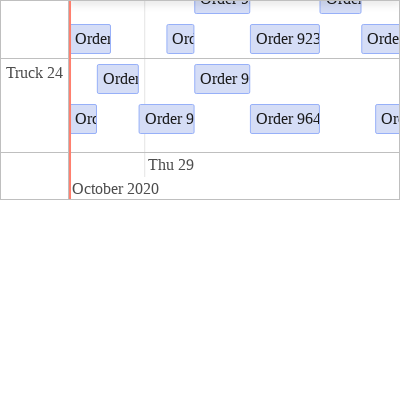 Order 9 Order
Order Orc Order 923 Orde
Truck 24 Order Order 9
Orc Order 9 Order 964 Or
Thu 29
October 2020